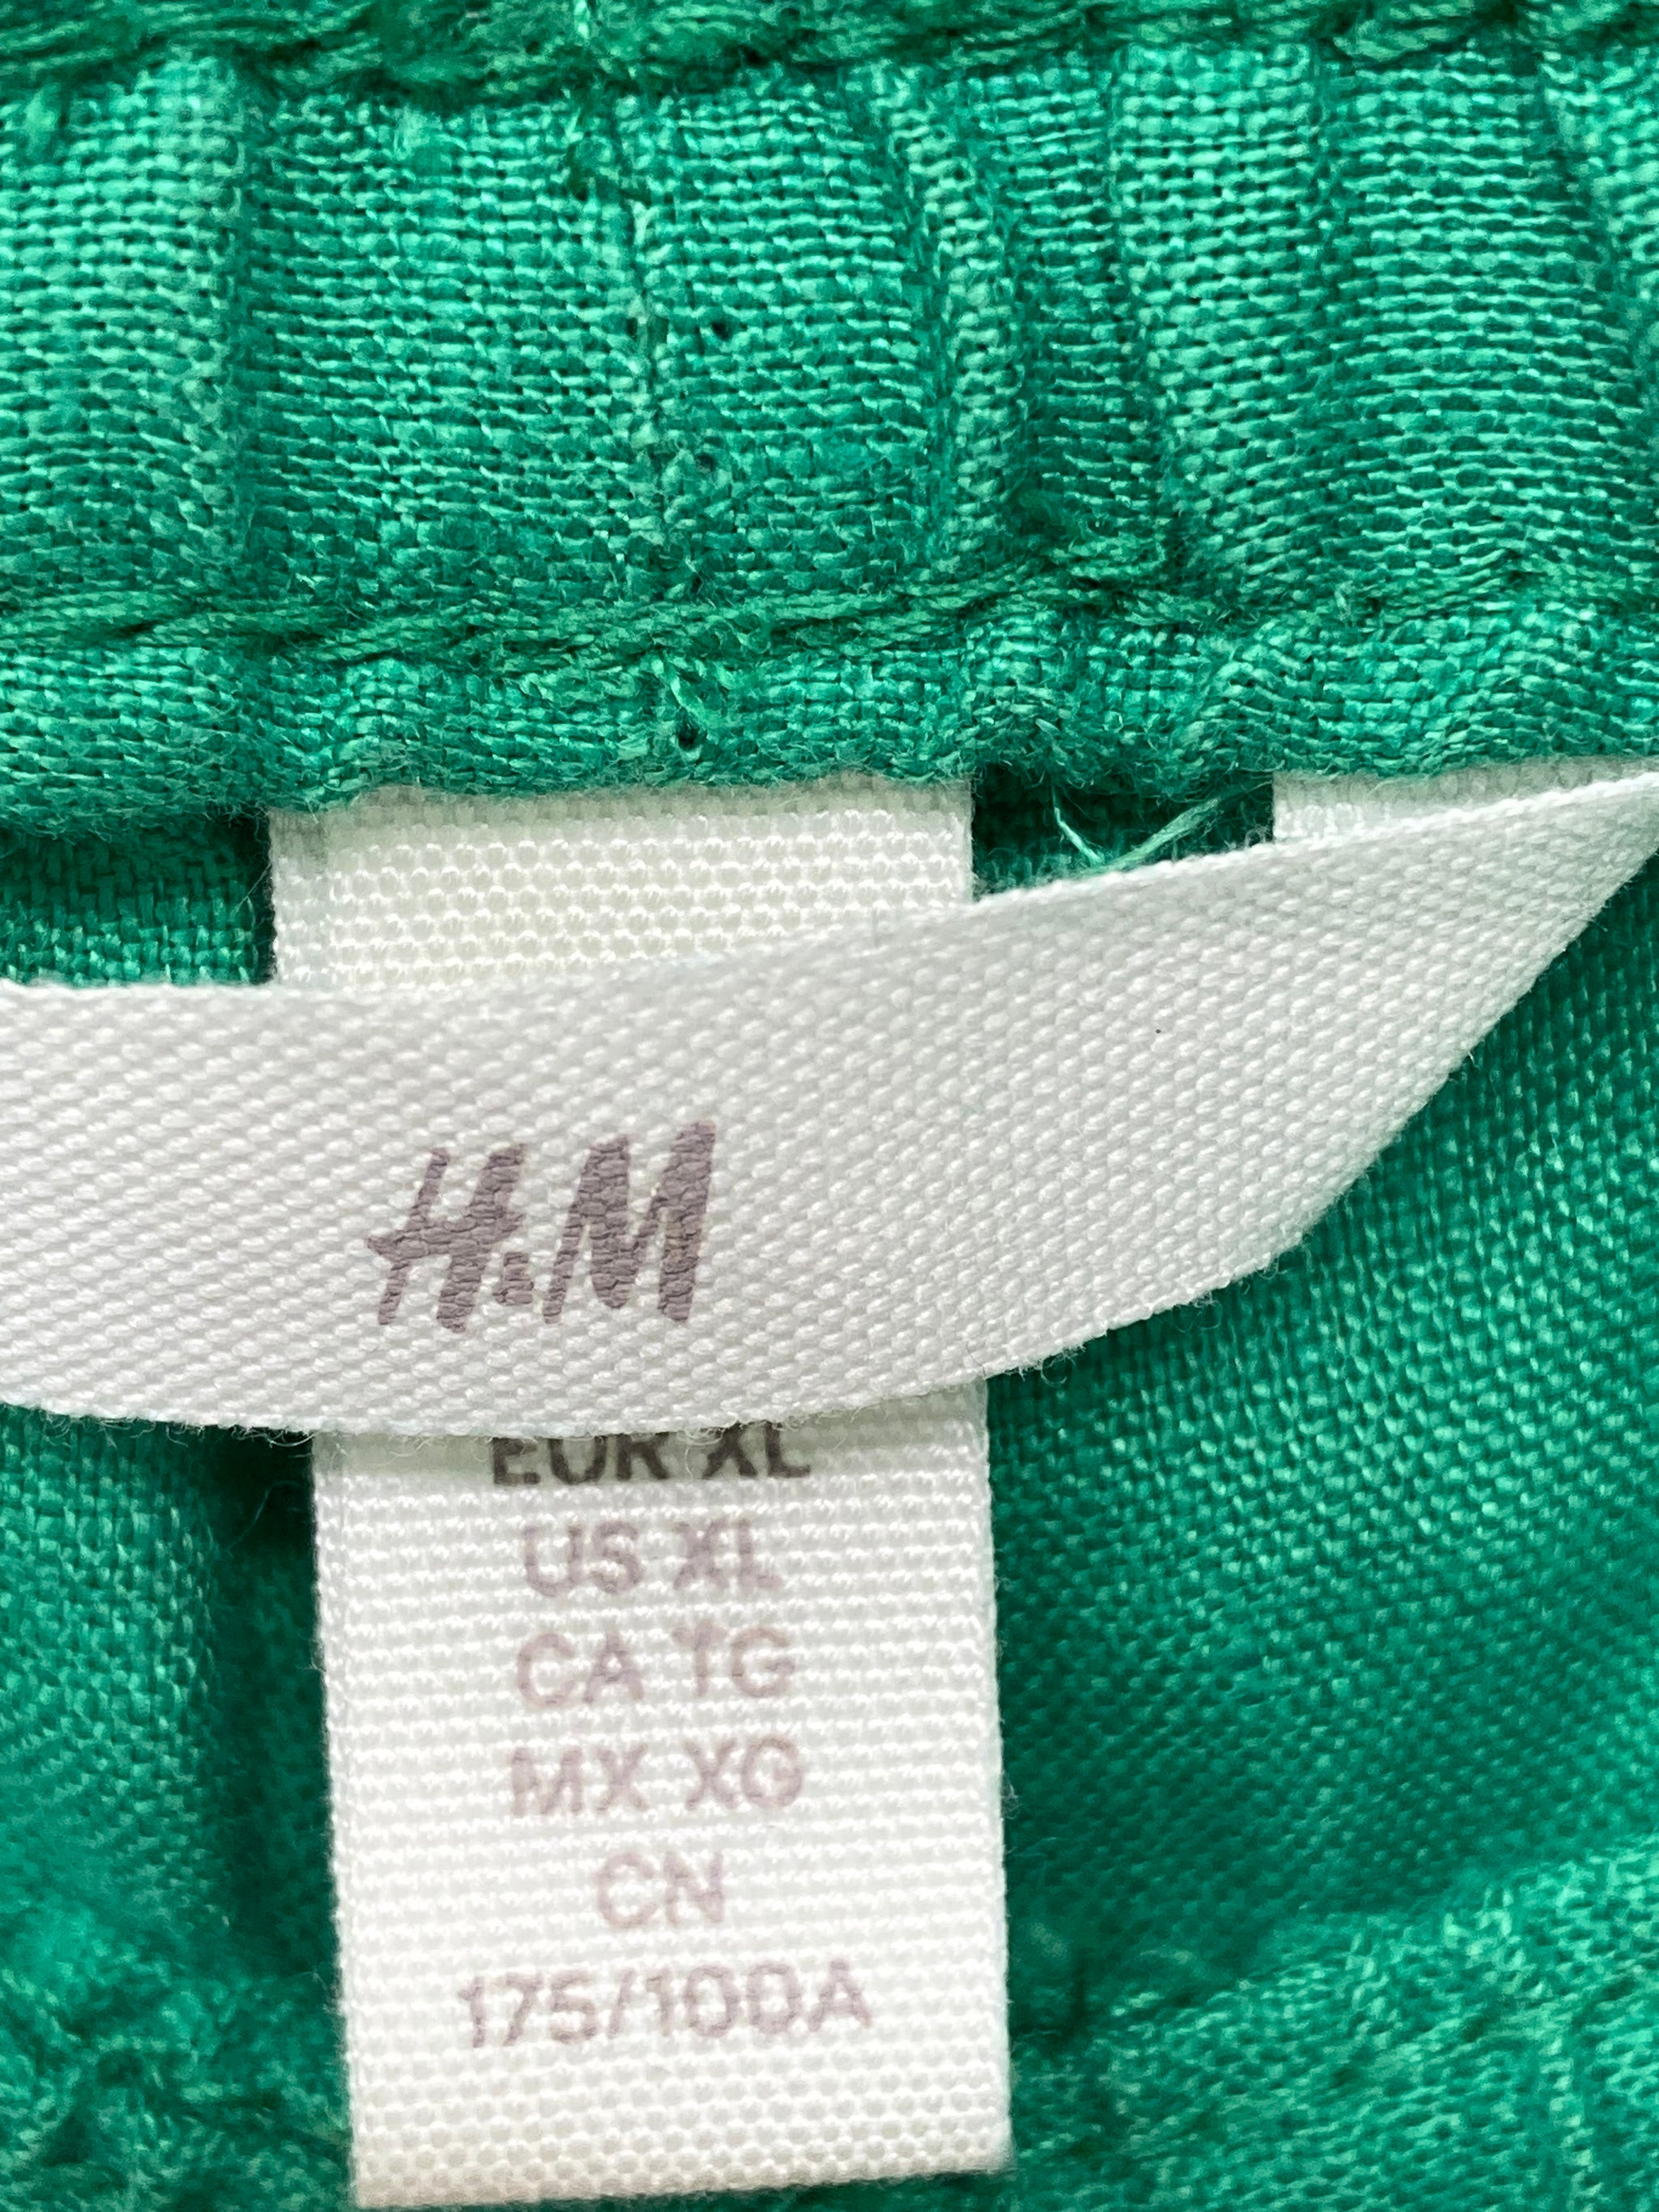 H&M
EUR XL
US XL
CA TG
MX XG
CN
175/100A